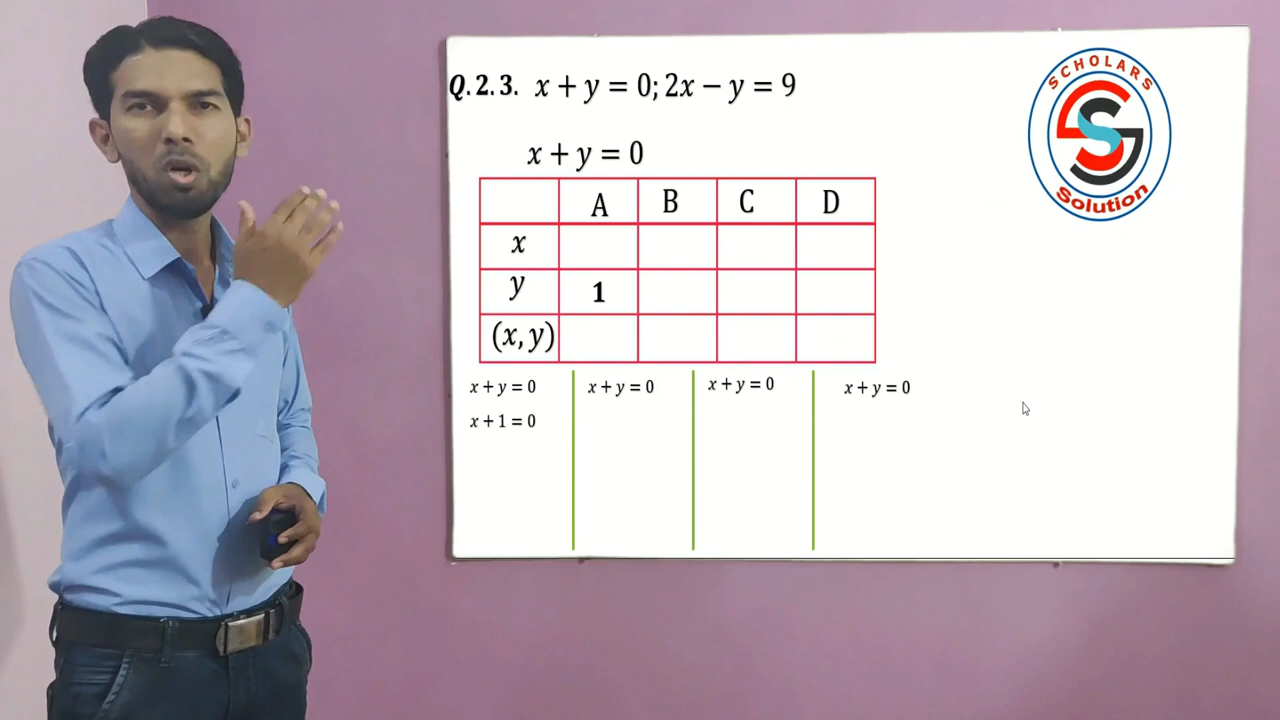 Q.2.3. x + y = 0; 2x − y = 9
x + y = 0
A B C D
x
y 1
(x, y)
x + y = 0 x + y = 0 x + y = 0 x + y = 0
x + 1 = 0
SCHOLARS
S
Solution